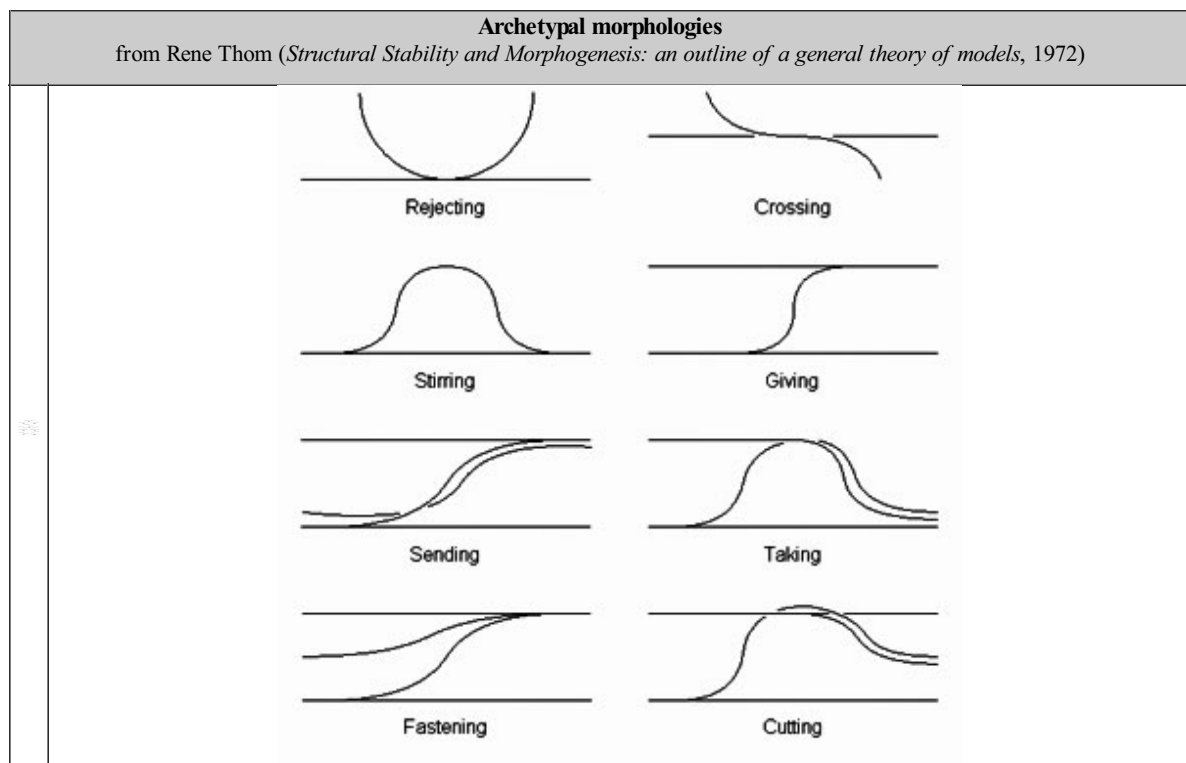 Archetypal morphologies
from Rene Thom (Structural Stability and Morphogenesis: an outline of a general theory of models, 1972)
Rejecting
Crossing
Stirring
Giving
Sending
Taking
Fastening
Cutting